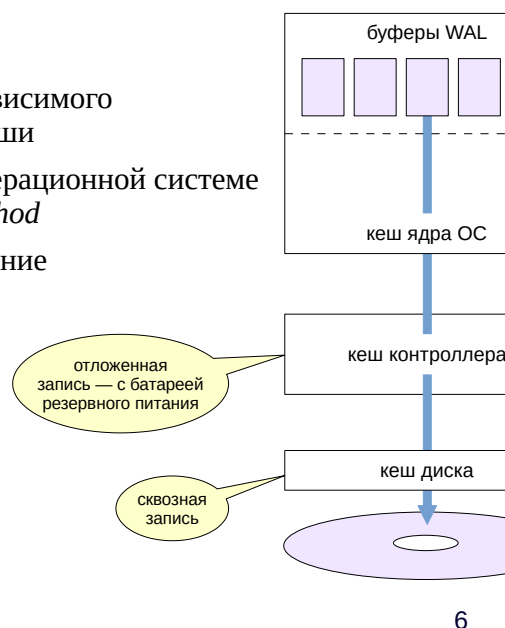 висимого
ши
ерационной системе
hod
ние
буферы WAL
кеш ядра ОС
кеш контроллера
отложенная
запись — с батареей
резервного питания
кеш диска
сквозная
запись
6